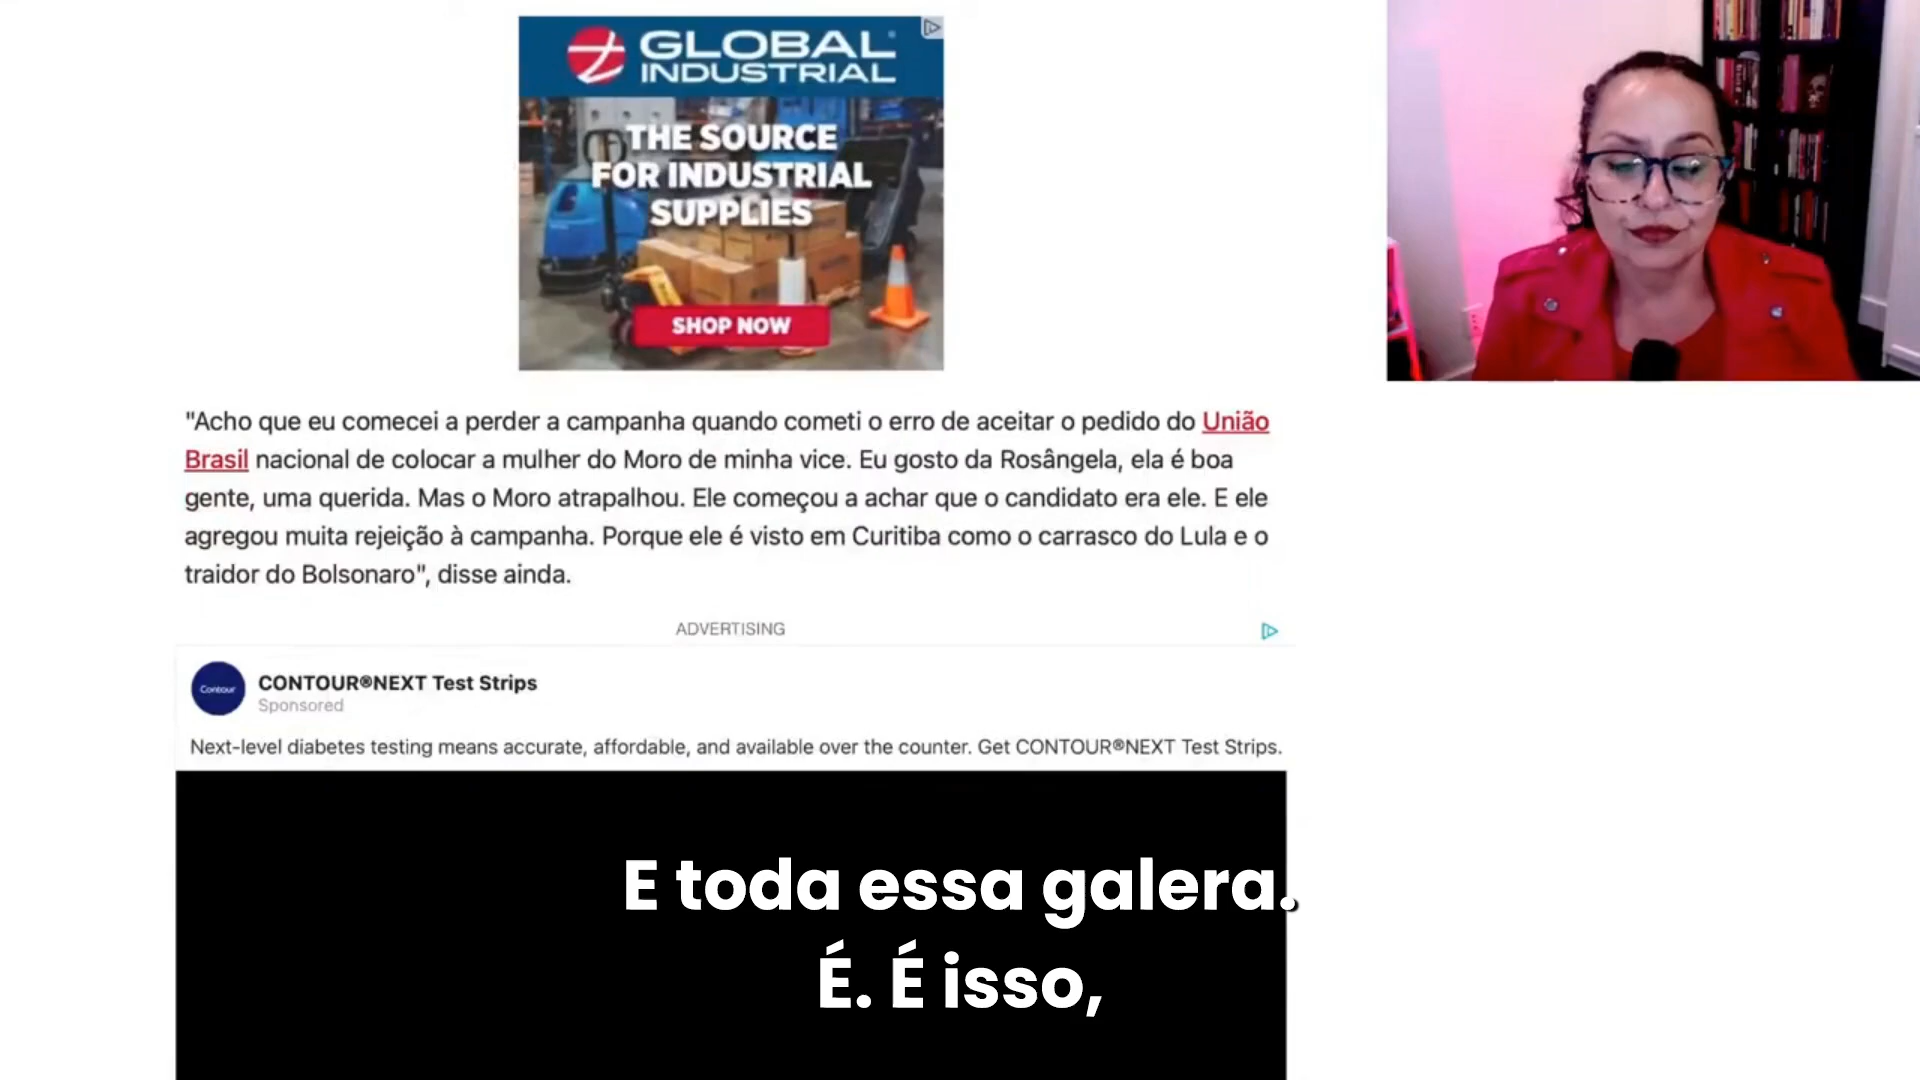 GLOBAL
INDUSTRIAL
THE SOURCE
FOR INDUSTRIAL
SUPPLIES
SHOP NOW
"Acho que eu comecei a perder a campanha quando cometi o erro de aceitar o pedido do União
Brasil nacional de colocar a mulher do Moro de minha vice. Eu gosto da Rosângela, ela é boa
gente, uma querida. Mas o Moro atrapalhou. Ele começou a achar que o candidato era ele. E ele
agregou muita rejeição à campanha. Porque ele é visto em Curitiba como o carrasco do Lula e o
traidor do Bolsonaro", disse ainda.
ADVERTISING
Contour
CONTOUR®NEXT Test Strips
Sponsored
Next-level diabetes testing means accurate, affordable, and available over the counter. Get CONTOUR®NEXT Test Strips.
E toda essa galera.
É. É isso,